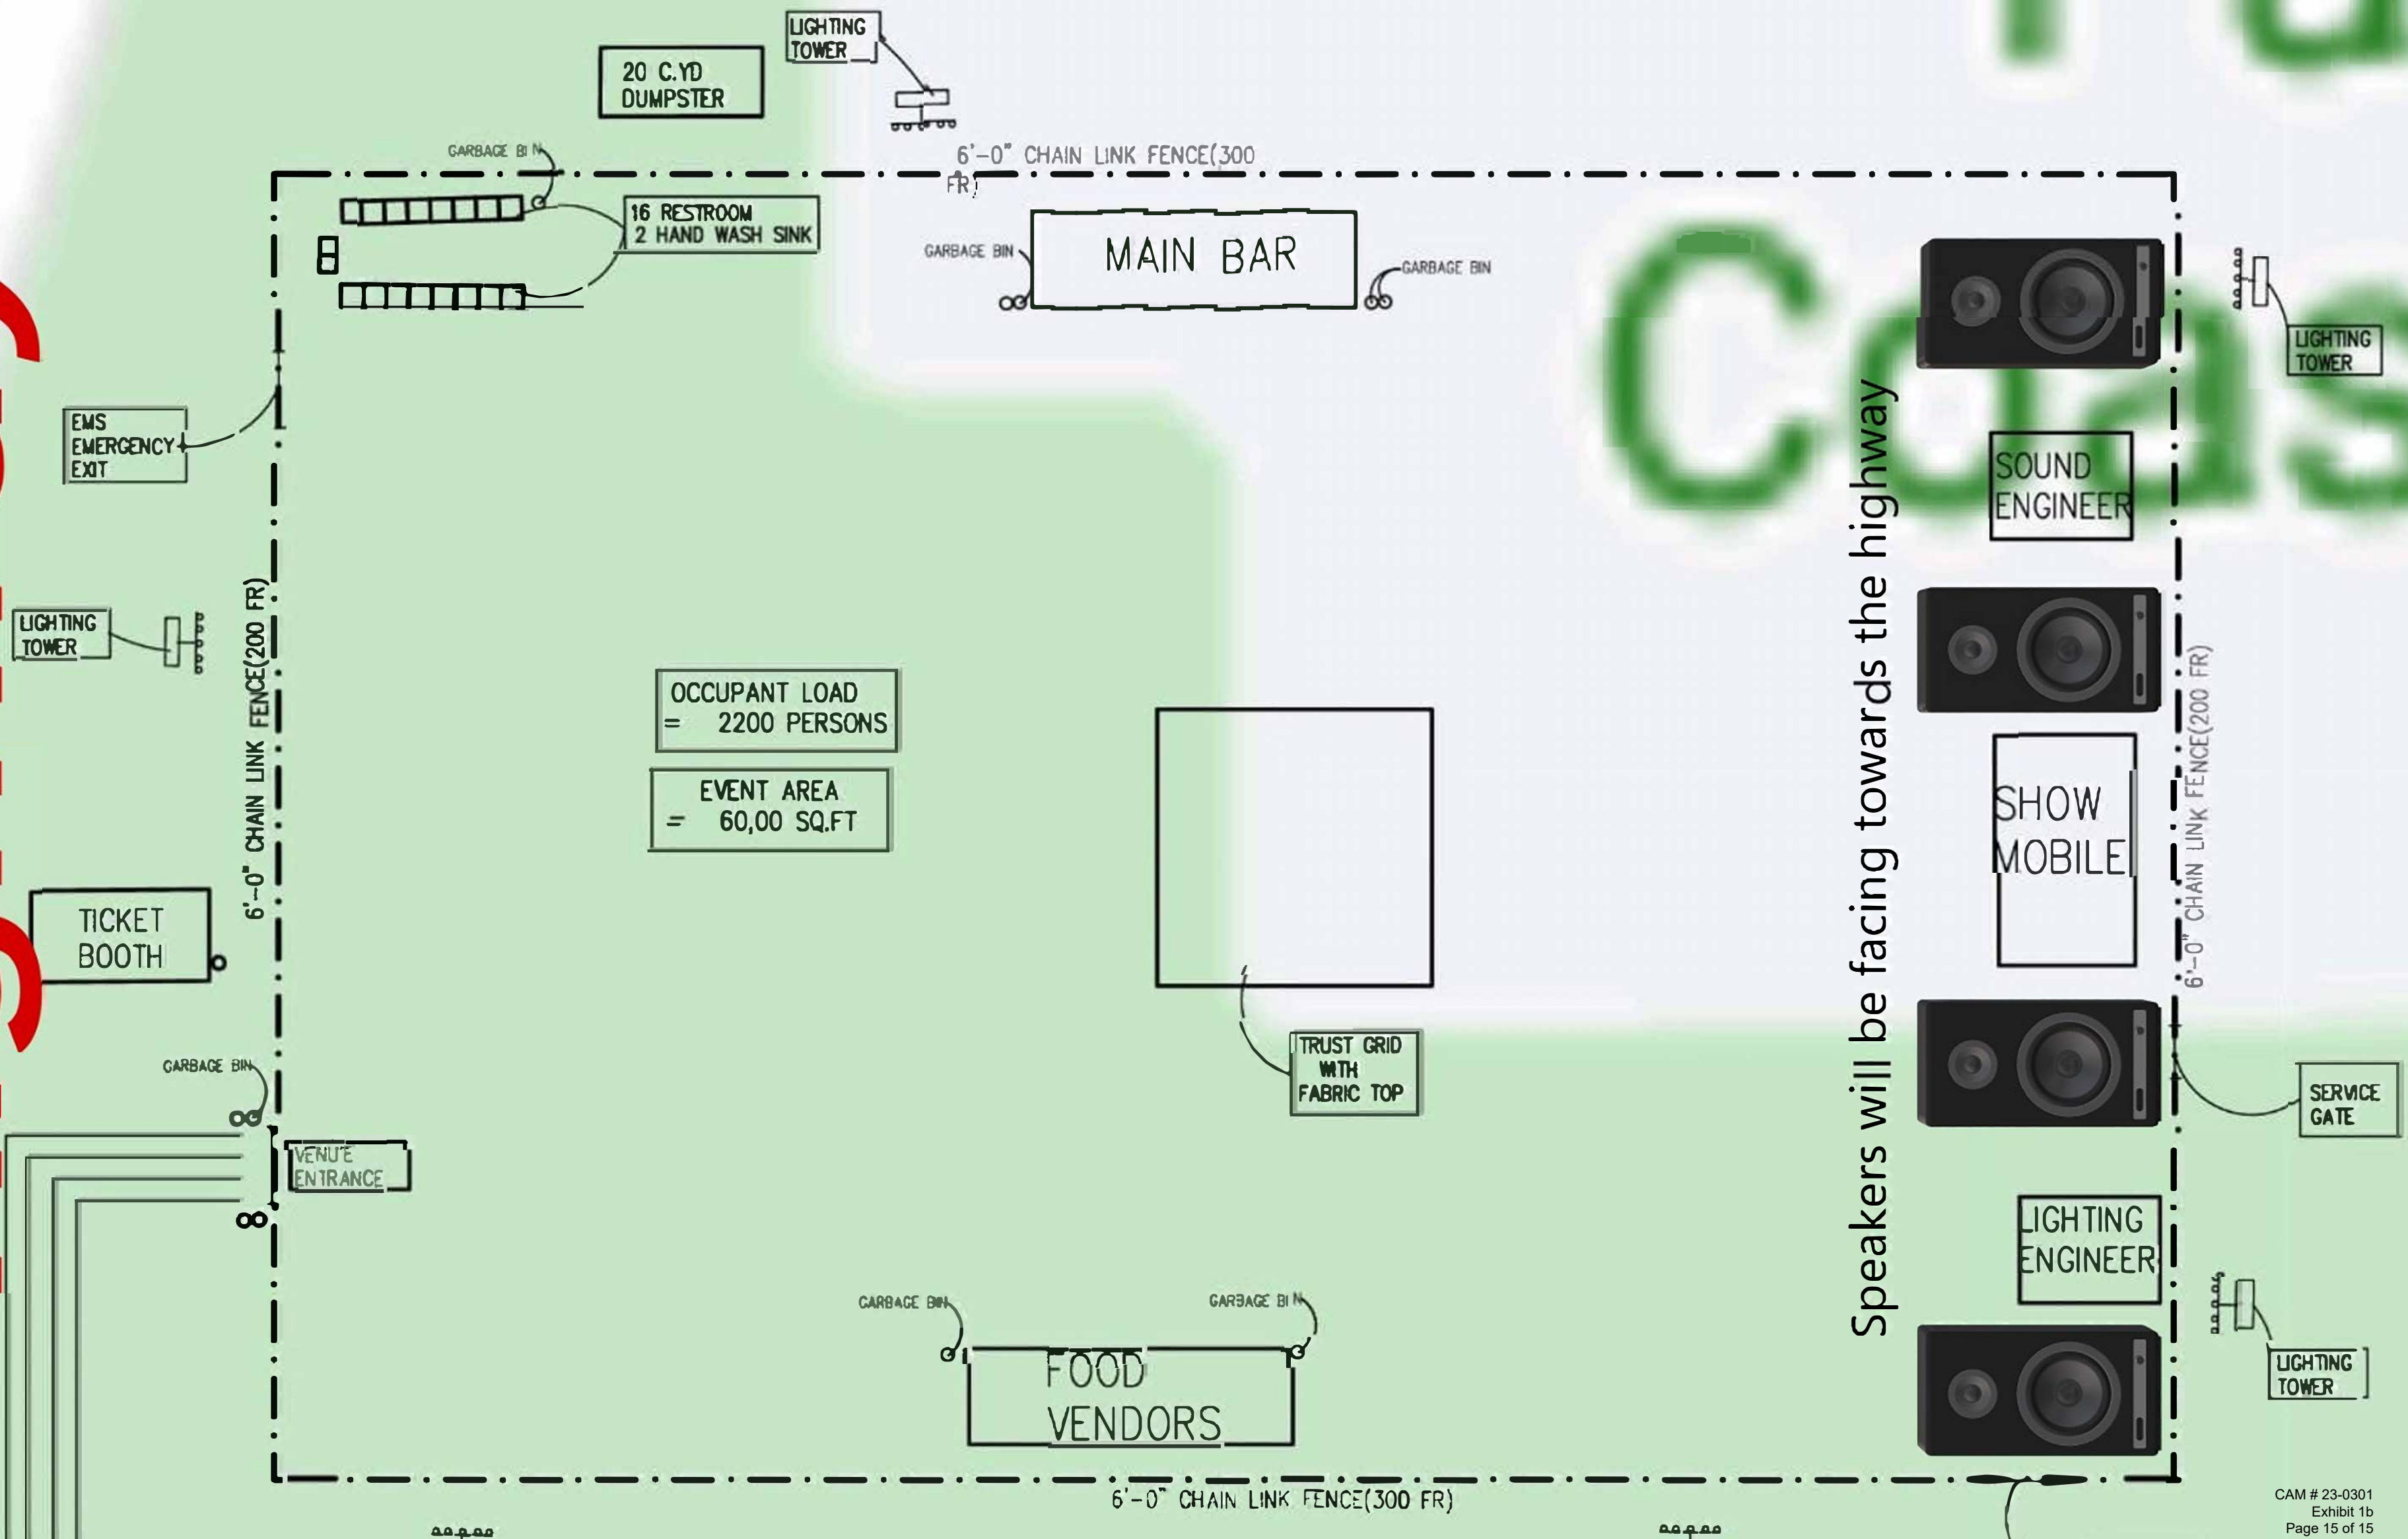 LIGHTING
TOWER
20 C.YD
DUMPSTER
GARBAGE BIN
6'-0" CHAIN LINK FENCE(300
FR)
16 RESTROOM
2 HAND WASH SINK
GARBAGE BIN
MAIN BAR
GARBAGE BIN
Coas
LIGHTING
TOWER
EMS
EMERGENCY
EXIT
SOUND
ENGINEER
Speakers will be facing towards the highway
LIGHTING
TOWER
6'-0" CHAIN LINK FENCE(200 FR)
OCCUPANT LOAD
= 2200 PERSONS
EVENT AREA
= 60,00 SQ.FT
SHOW
MOBILE
6'-0" CHAIN LINK FENCE(200 FR)
TICKET
BOOTH
TRUST GRID
WITH
FABRIC TOP
GARBAGE BIN
SERVICE
GATE
VENUE
ENTRANCE
LIGHTING
ENGINEER
GARBAGE BIN
GARBAGE BIN
FOOD
VENDORS
LIGHTING
TOWER
6'-0" CHAIN LINK FENCE(300 FR)
CAM # 23-0301
Exhibit 1b
Page 15 of 15